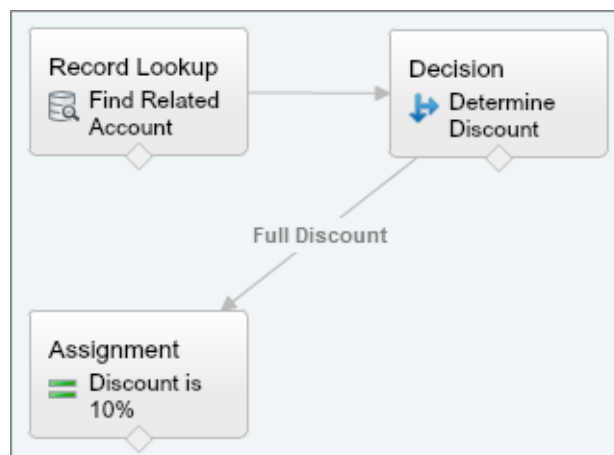 Record Lookup
Find Related
Account
Decision
Determine
Discount
Full Discount
Assignment
Discount is
10%